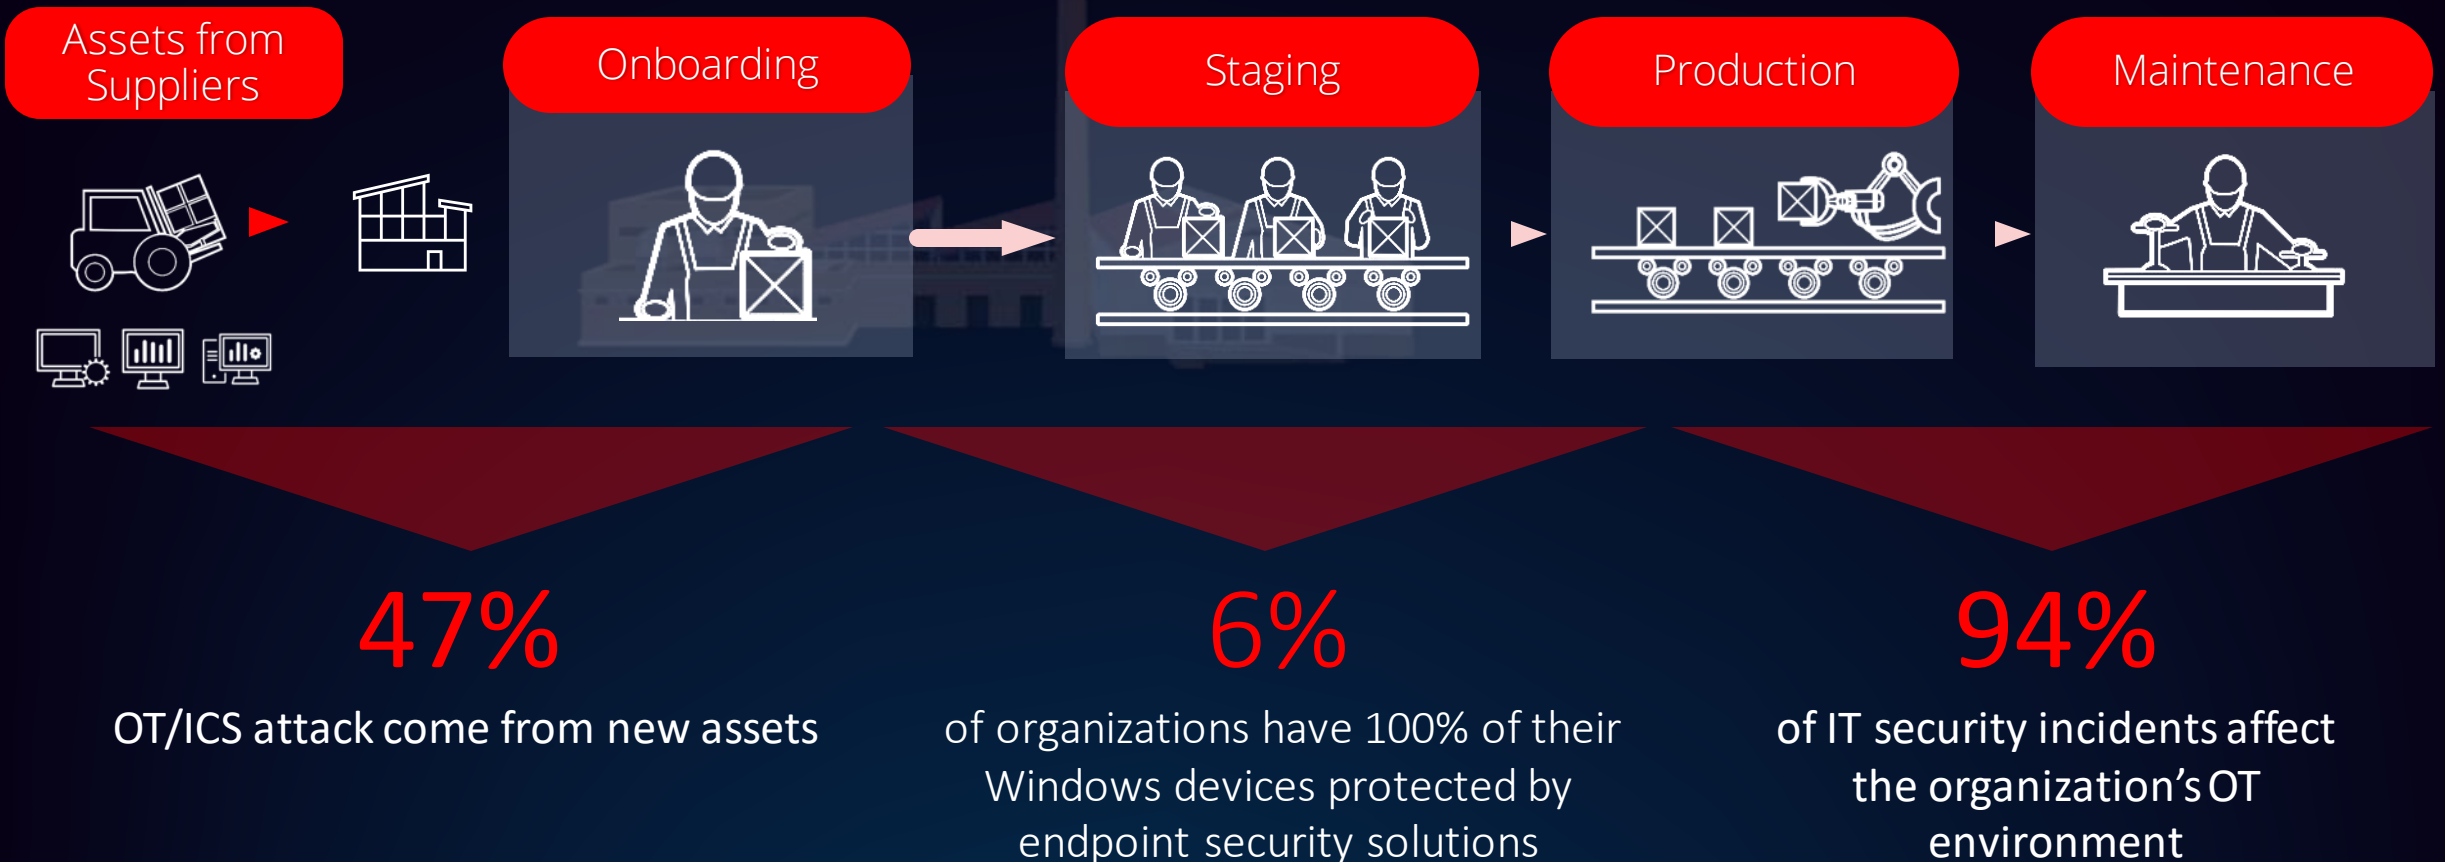 Assets from
Suppliers
Onboarding
Staging
Production
Maintenance
47%
OT/ICS attack come from new assets
6%
of organizations have 100% of their
Windows devices protected by
endpoint security solutions
94%
of IT security incidents affect
the organization’s OT
environment